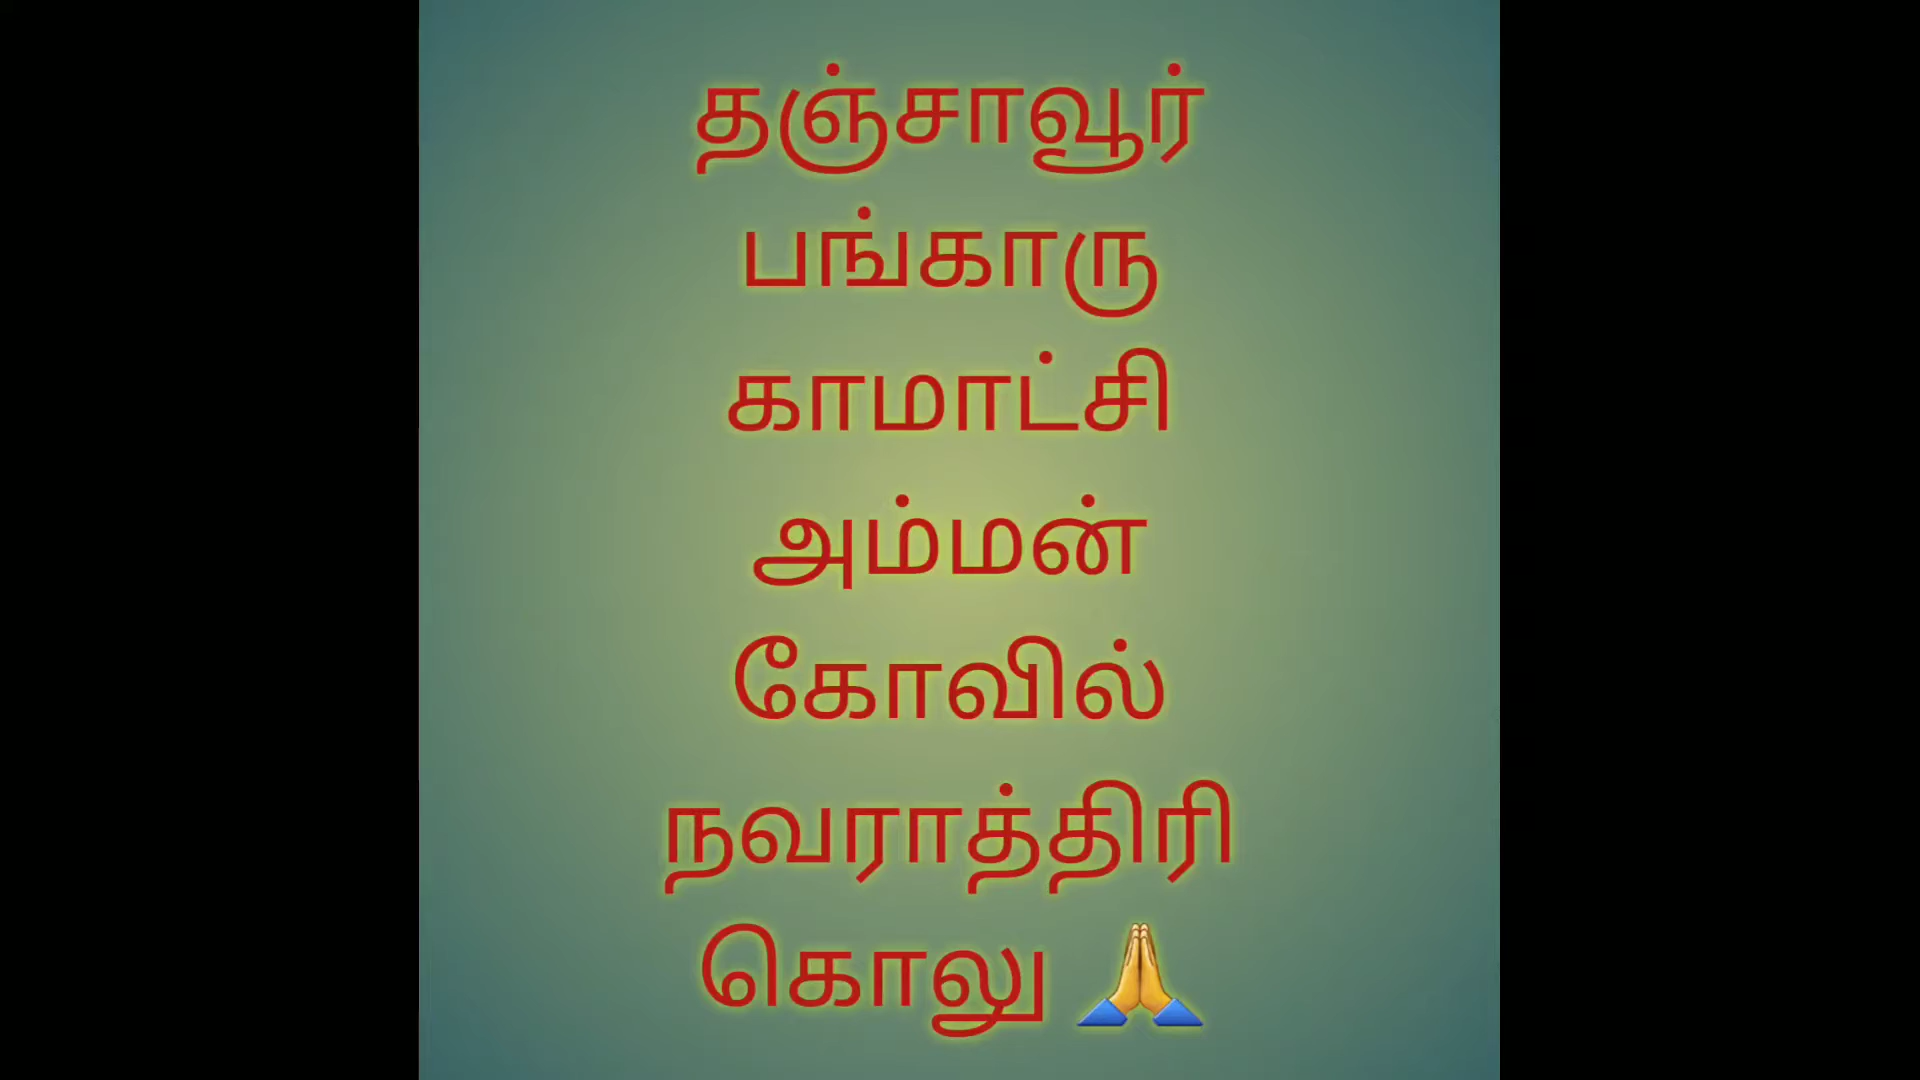 தஞ்சாவூர்
பங்காரு
காமாட்சி
அம்மன்
கோவில்
நவராத்திரி
கொலு 🙏